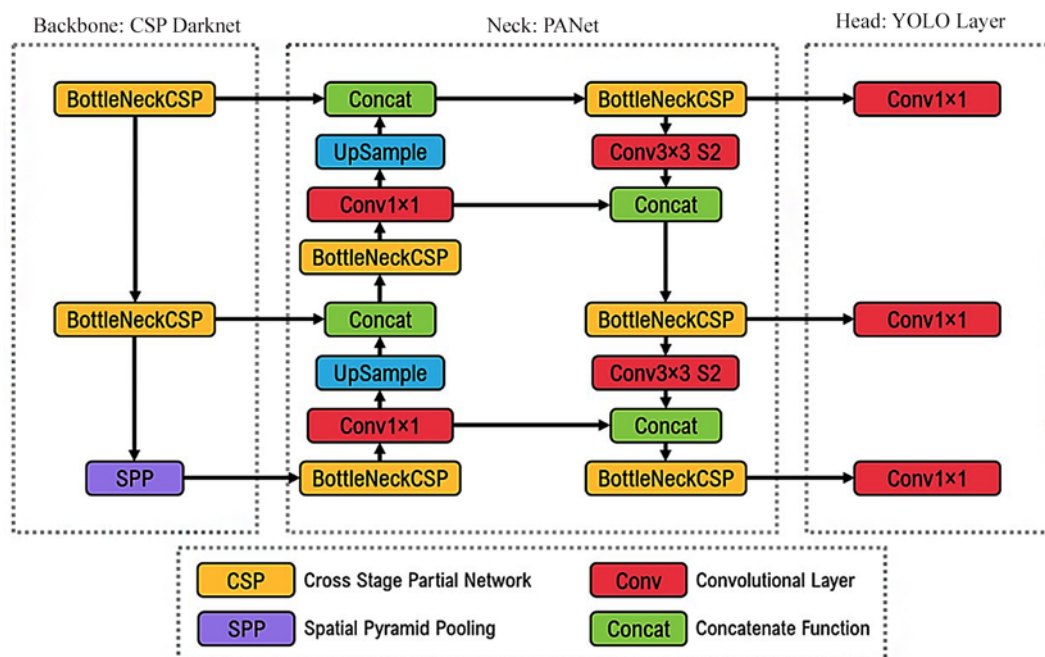 Backbone: CSP Darknet
Neck: PANet
Head: YOLO Layer
BottleNeckCSP
Concat
BottleNeckCSP
Conv1×1
UpSample
Conv3×3 S2
Conv1×1
Concat
BottleNeckCSP
BottleNeckCSP
Concat
BottleNeckCSP
Conv1×1
UpSample
Conv3×3 S2
Conv1×1
Concat
SPP
BottleNeckCSP
BottleNeckCSP
Conv1×1
CSP
Cross Stage Partial Network
Conv
Convolutional Layer
SPP
Spatial Pyramid Pooling
Concat
Concatenate Function